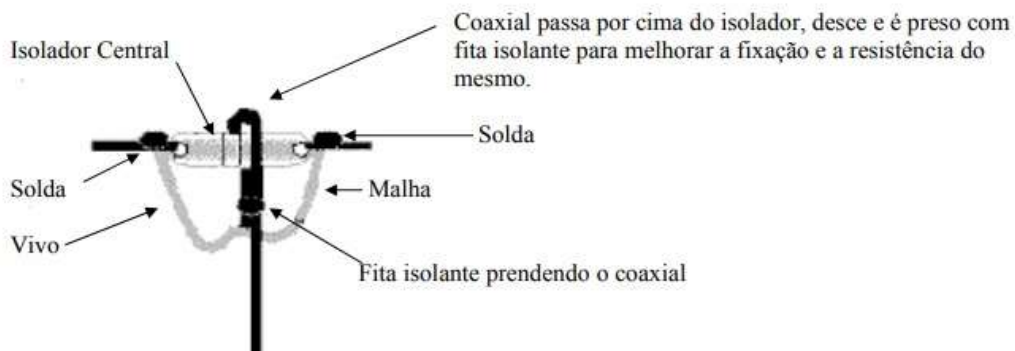 Coaxial passa por cima do isolador, desce e é preso com
fita isolante para melhorar a fixação e a resistência do
mesmo.
Isolador Central
Solda
Solda
Malha
Vivo
Fita isolante prendendo o coaxial